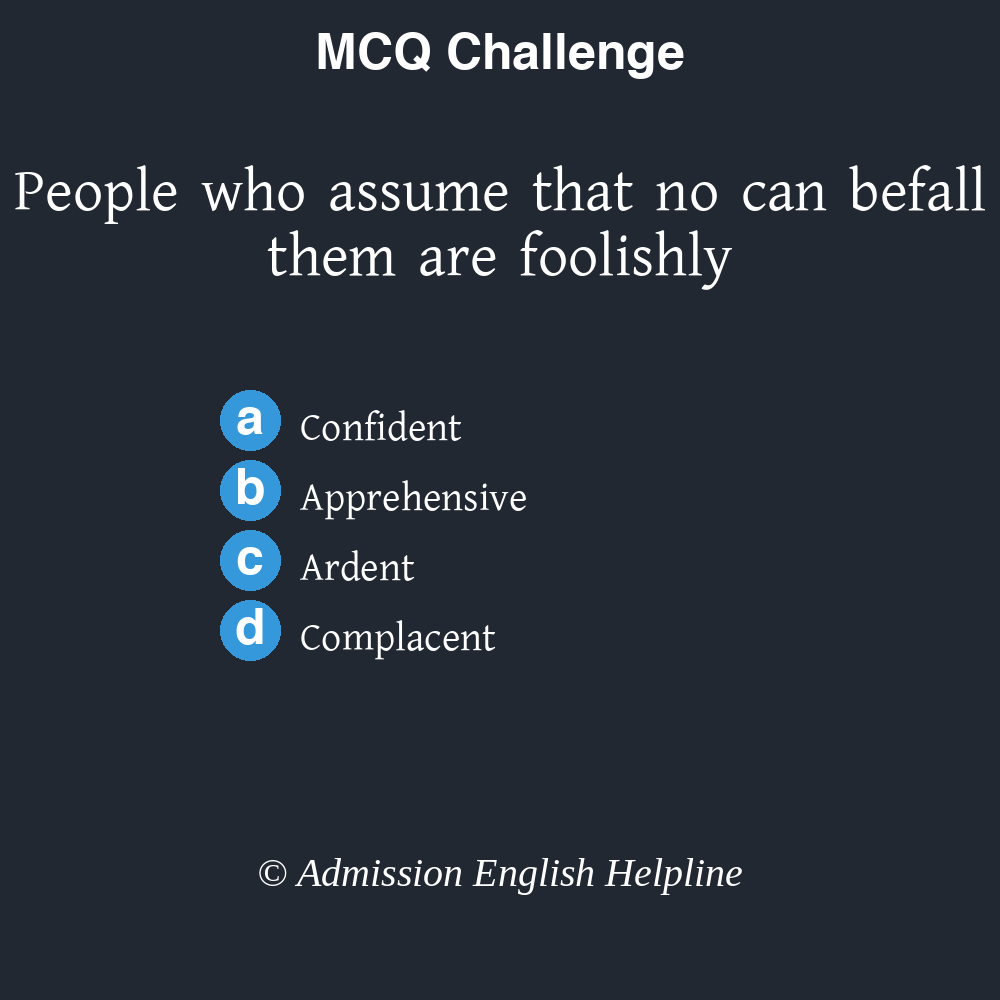 MCQ Challenge
People who assume that no can befall
them are foolishly
a Confident
b Apprehensive
c Ardent
d Complacent
© Admission English Helpline